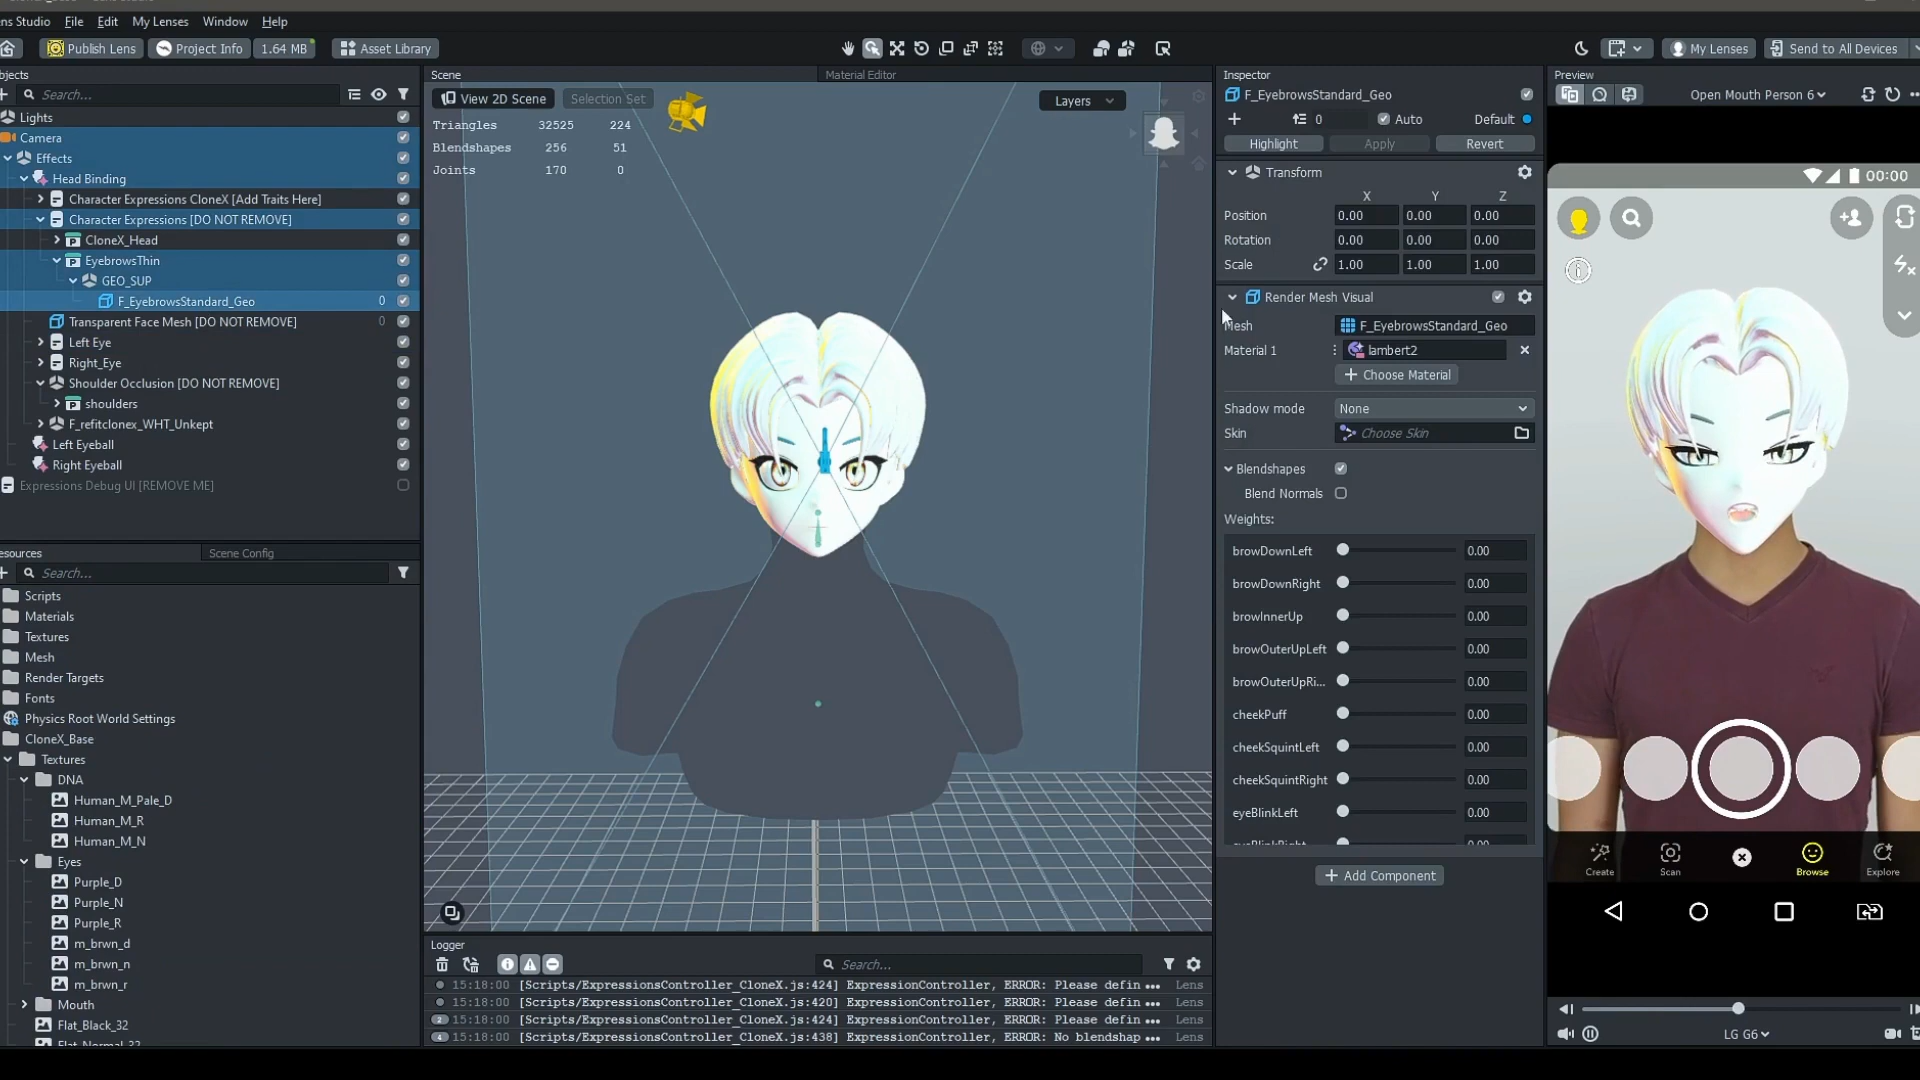 ens Studio File Edit My Lenses Window Help
Publish Lens Project Info 1.64 MB Asset Library My Lenses Send to All Devices
bjects
Search...
Lights
Camera
Effects
Head Binding
Character Expressions CloneX [Add Traits Here]
Character Expressions [DO NOT REMOVE]
CloneX_Head
EyebrowsThin
GEO_SUP
F_EyebrowsStandard_Geo 0
Transparent Face Mesh [DO NOT REMOVE] 0
Left Eye
Right_Eye
Shoulder Occlusion [DO NOT REMOVE]
shoulders
F_refitclonex_WHT_Unkept
Left Eyeball
Right Eyeball
Expressions Debug UI [REMOVE ME]
esources Scene Config
Search...
Scripts
Materials
Textures
Mesh
Render Targets
Fonts
Physics Root World Settings
CloneX_Base
Textures
DNA
Human_M_Pale_D
Human_M_R
Human_M_N
Eyes
Purple_D
Purple_N
Purple_R
m_brwn_d
m_brwn_n
m_brwn_r
Mouth
Flat_Black_32
Flat_Normal_32
Scene Material Editor
View 2D Scene Selection Set Layers
Triangles 32525 224
Blendshapes 256 51
Joints 170 0
Logger
Search...
15:18:00 [Scripts/ExpressionsController_CloneX.js:424] ExpressionController, ERROR: Please defin ••• Lens
15:18:00 [Scripts/ExpressionsController_CloneX.js:420] ExpressionController, ERROR: Please defin ••• Lens
2 15:18:00 [Scripts/ExpressionsController_CloneX.js:424] ExpressionController, ERROR: Please defin ••• Lens
4 15:18:00 [Scripts/ExpressionsController_CloneX.js:438] ExpressionController, ERROR: No blendshap ••• Lens
Inspector
F_EyebrowsStandard_Geo
0 Auto Default
Highlight Apply Revert
Transform
X Y Z
Position 0.00 0.00 0.00
Rotation 0.00 0.00 0.00
Scale 1.00 1.00 1.00
Render Mesh Visual
Mesh F_EyebrowsStandard_Geo
Material 1 lambert2
Choose Material
Shadow mode None
Skin Choose Skin
Blendshapes
Blend Normals
Weights:
browDownLeft 0.00
browDownRight 0.00
browInnerUp 0.00
browOuterUpLeft 0.00
browOuterUpRi... 0.00
cheekPuff 0.00
cheekSquintLeft 0.00
cheekSquintRight 0.00
eyeBlinkLeft 0.00
eyeBlinkRight 0.00
Add Component
Preview
Open Mouth Person 6
00:00
Create Scan Browse Explore
LG G6